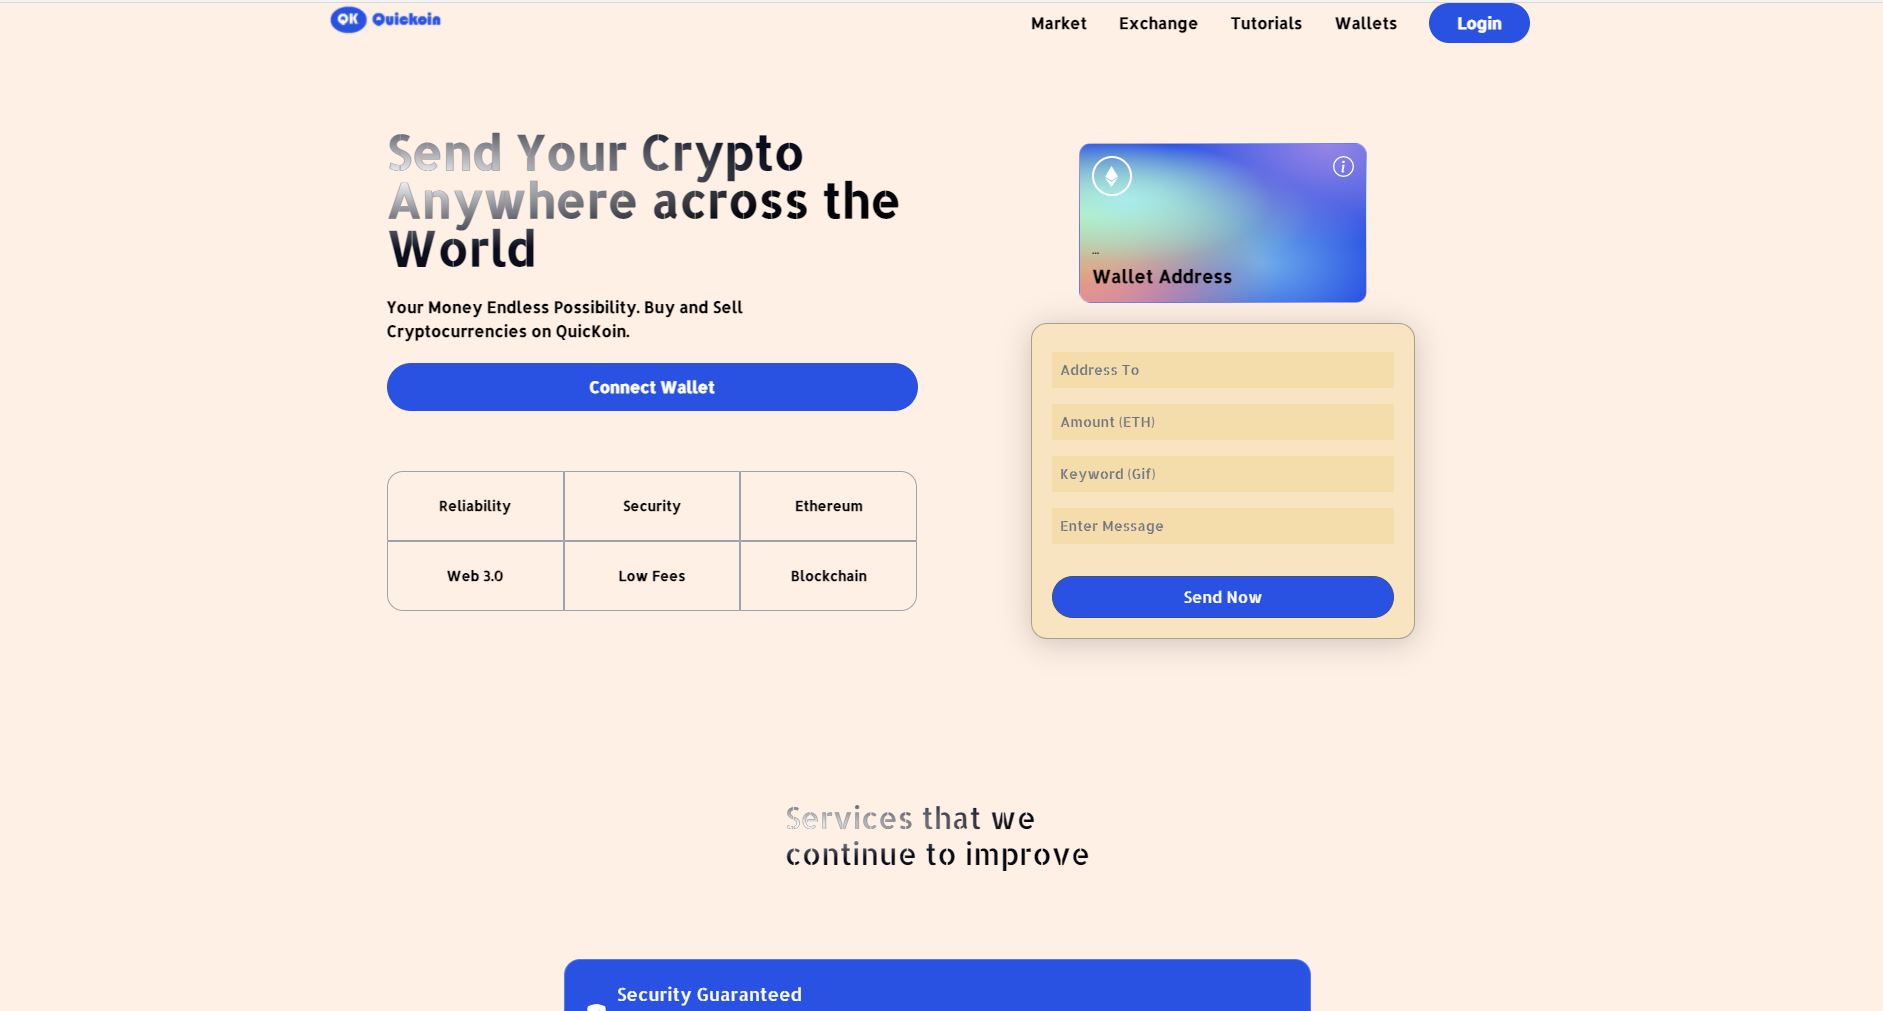 QK Quickoin
Market Exchange Tutorials Wallets Login
Send Your Crypto
Anywhere across the
World
Your Money Endless Possibility. Buy and Sell
Cryptocurrencies on QuicKoin.
Connect Wallet
Reliability Security Ethereum
Web 3.0 Low Fees Blockchain
i
...
Wallet Address
Address To
Amount (ETH)
Keyword (Gif)
Enter Message
Send Now
Services that we
continue to improve
Security Guaranteed